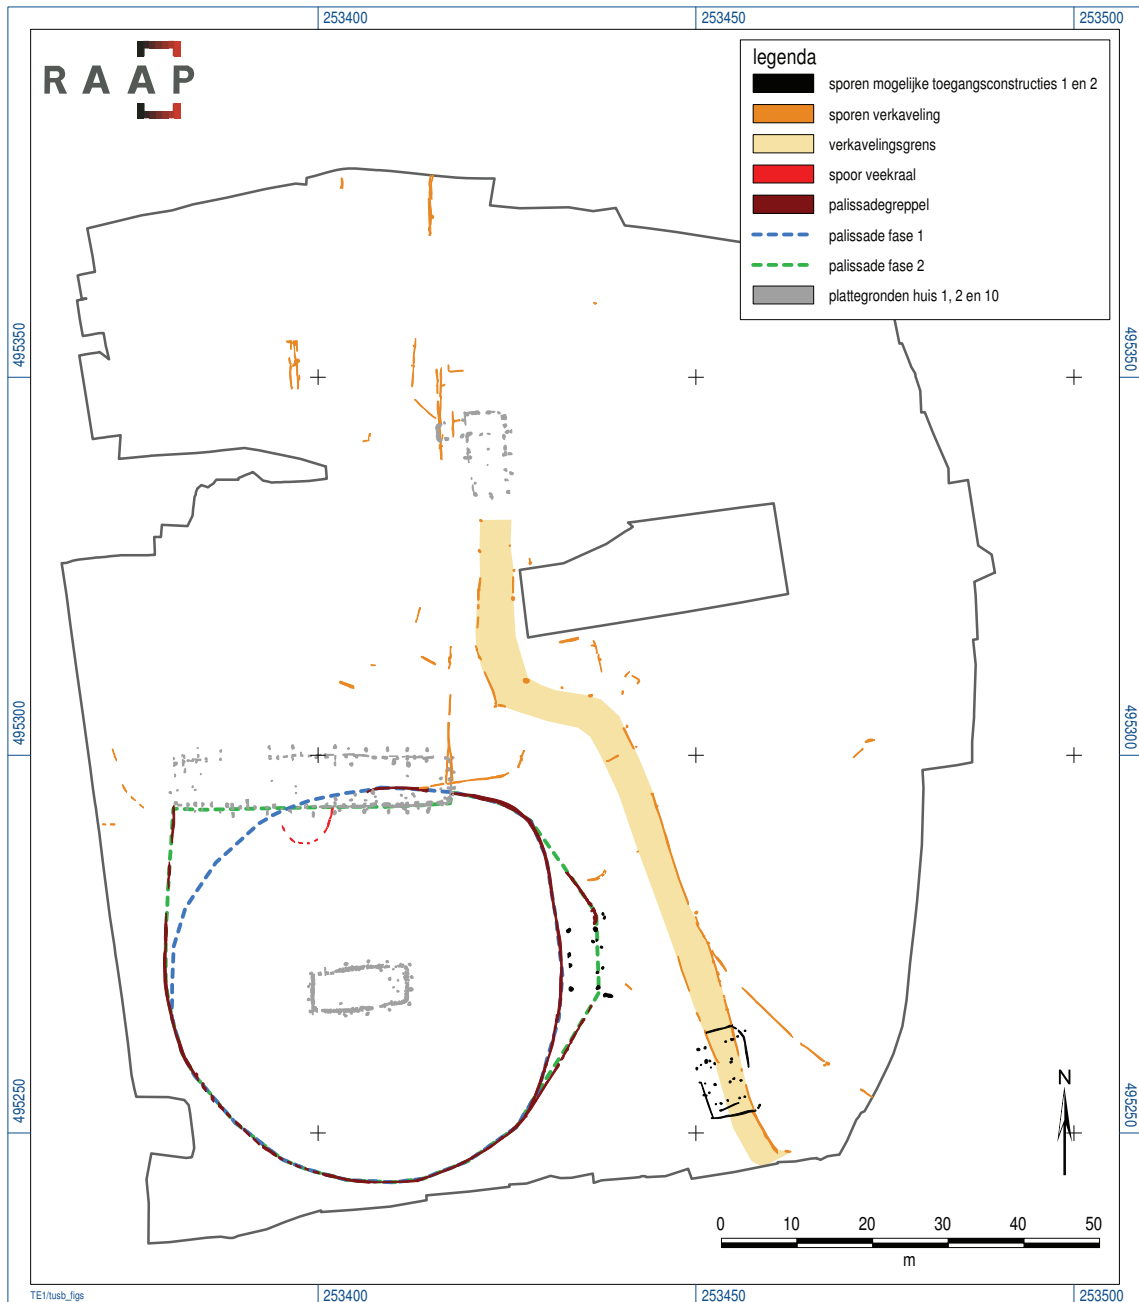 253400 253450 253500
RAAP
legenda
sporen mogelijke toegangsconstructies 1 en 2
sporen verkaveling
verkavelingsgrens
spoor veekraal
palissadegreppel
palissade fase 1
palissade fase 2
plattegronden huis 1, 2 en 10
495350 495350
495300 495300
495250 495250
N
0 10 20 30 40 50
m
TE1/tusb_figs
253400 253450 253500